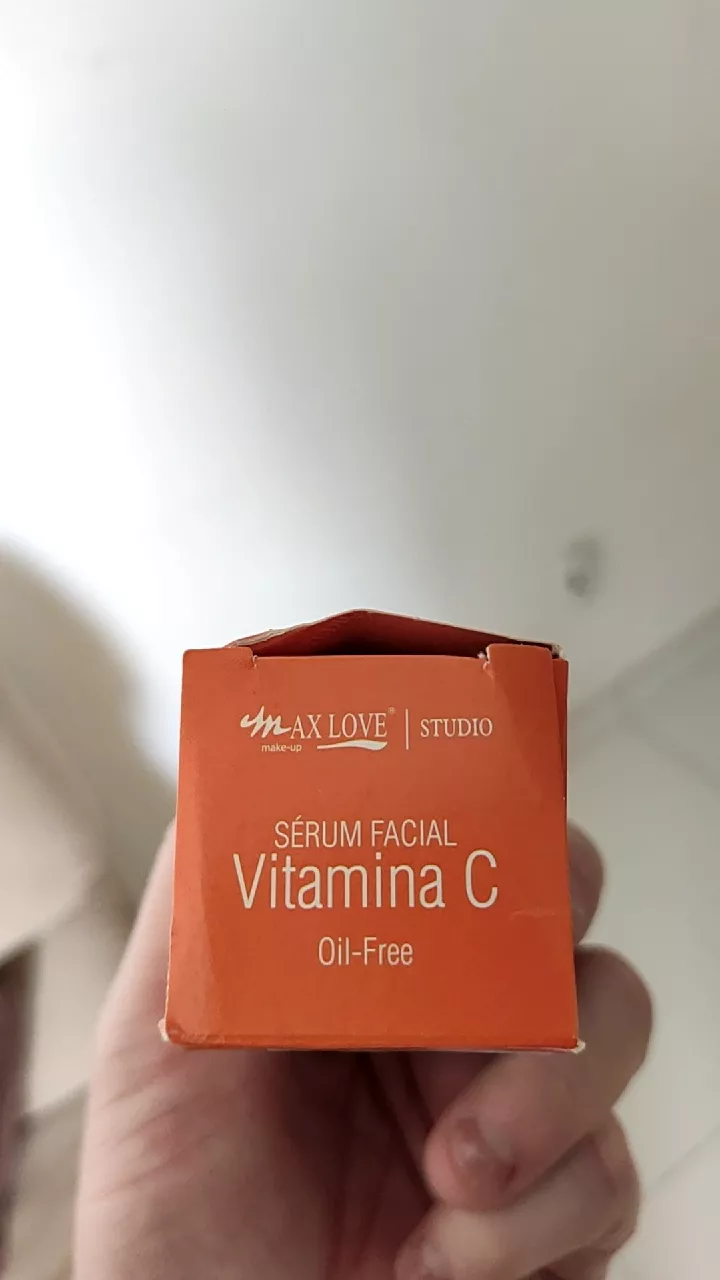 MAX LOVE® | STUDIO
make-up
SÉRUM FACIAL
Vitamina C
Oil-Free